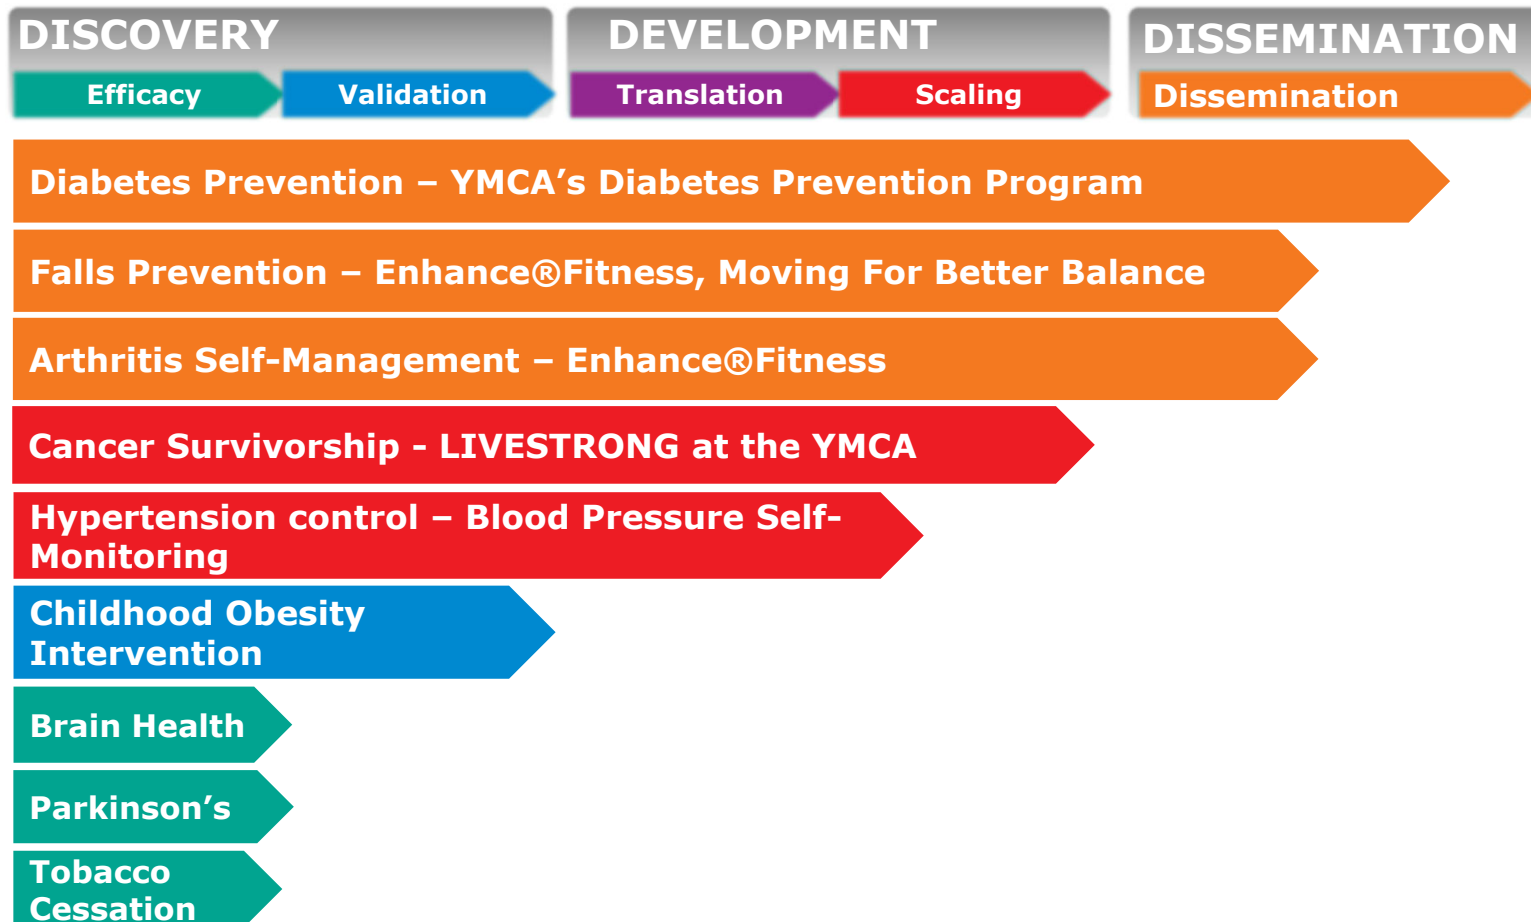 DISCOVERY
DEVELOPMENT
DISSEMINATION
Efficacy
Validation
Translation
Scaling
Dissemination
Diabetes Prevention – YMCA’s Diabetes Prevention Program
Falls Prevention – Enhance®Fitness, Moving For Better Balance
Arthritis Self-Management – Enhance®Fitness
Cancer Survivorship - LIVESTRONG at the YMCA
Hypertension control – Blood Pressure Self-
Monitoring
Childhood Obesity
Intervention
Brain Health
Parkinson’s
Tobacco
Cessation